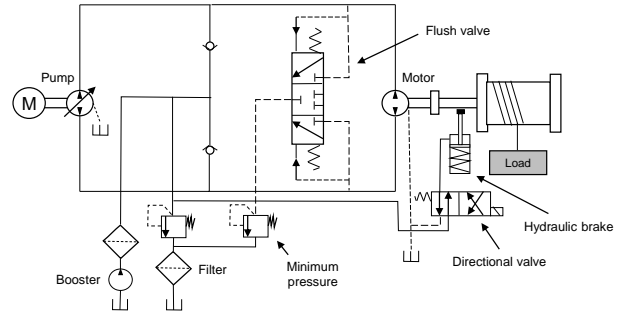 Flush valve
Pump
Motor
M
Load
Hydraulic brake
Directional valve
Minimum
pressure
Filter
Booster